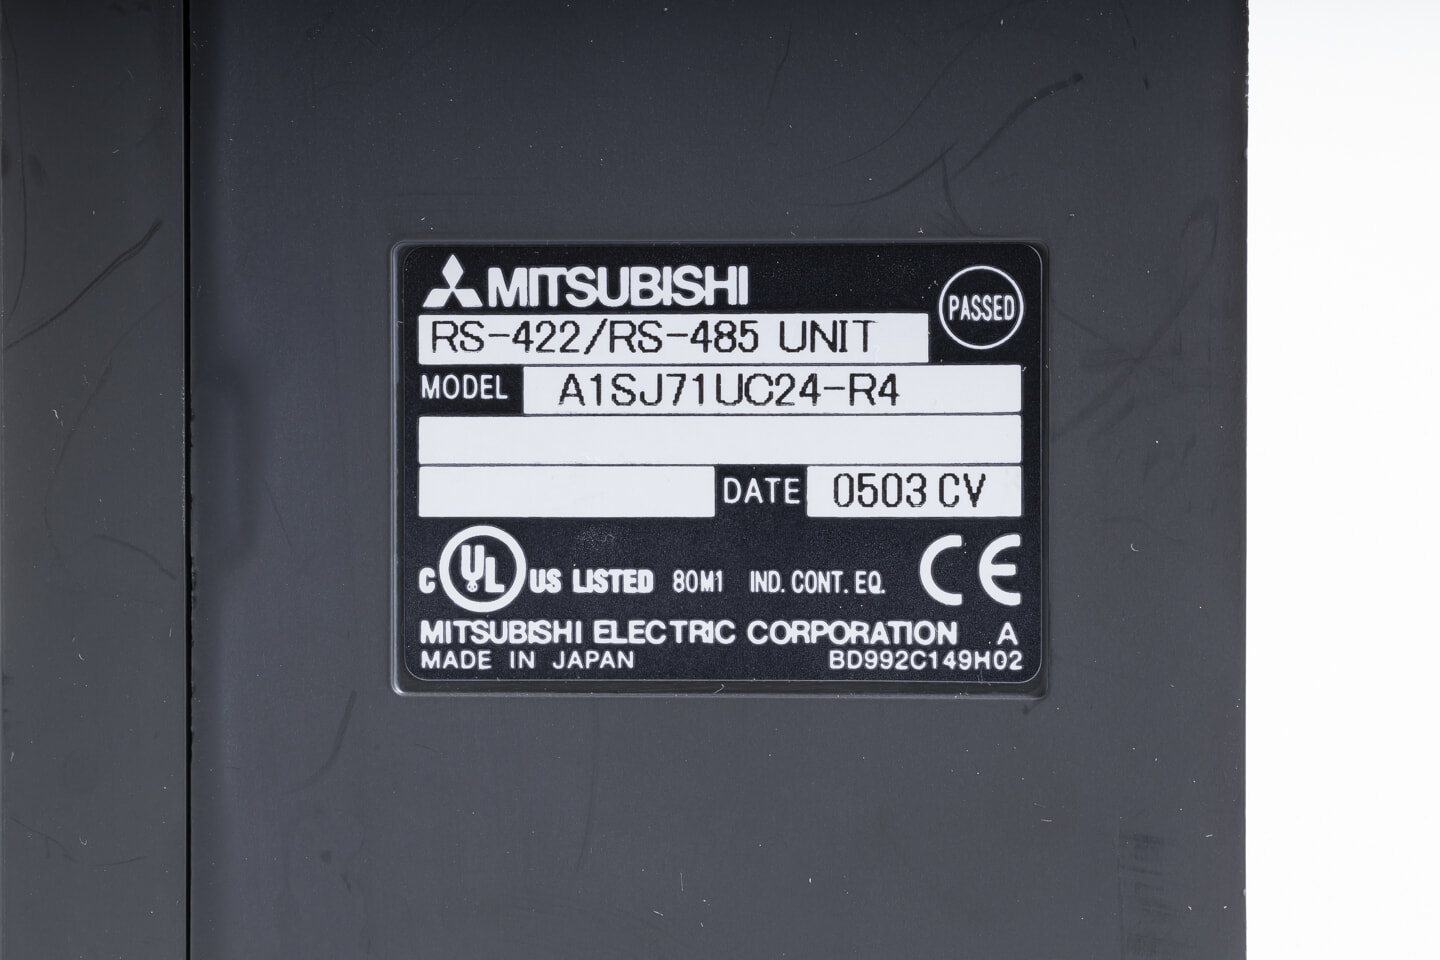 MITSUBISHI
PASSED
RS-422/RS-485 UNIT
MODEL A1SJ71UC24-R4
DATE 0503 CV
C UL US LISTED 80M1 IND. CONT. EQ. CE
MITSUBISHI ELECTRIC CORPORATION A
MADE IN JAPAN BD992C149H02